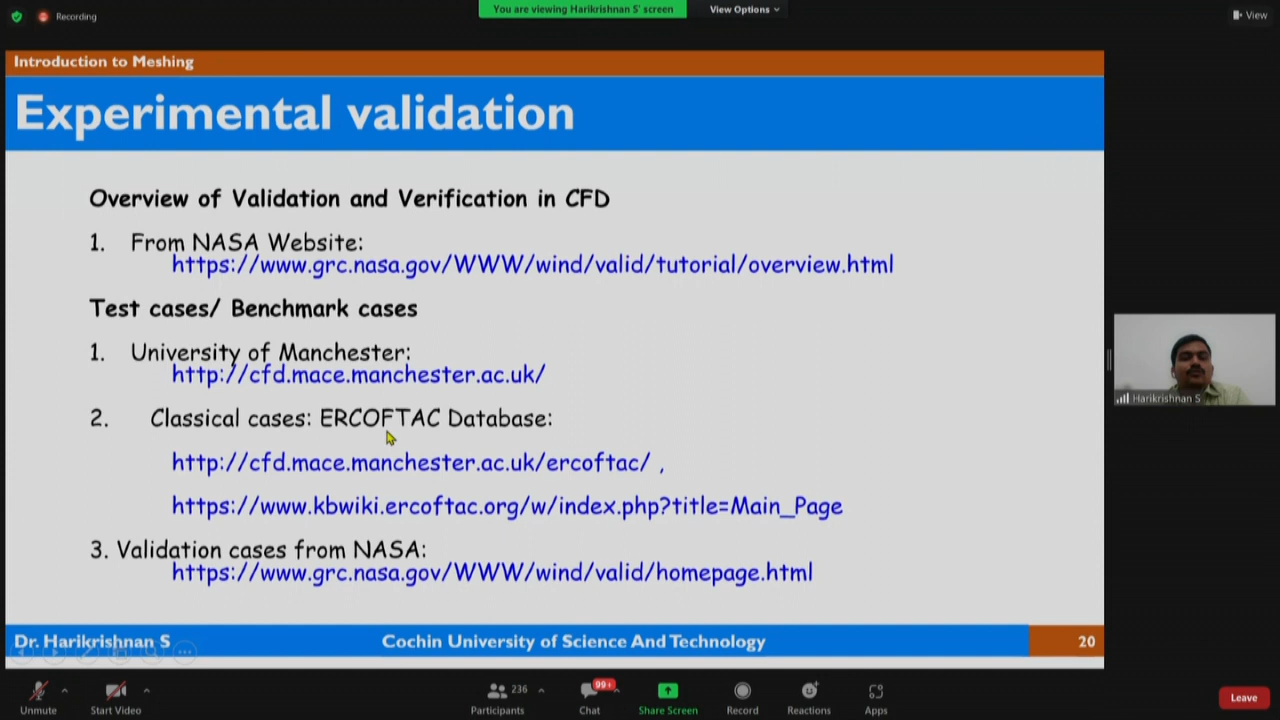 Recording
You are viewing Harikrishnan S' screen
View Options
View
Introduction to Meshing
Experimental validation
Overview of Validation and Verification in CFD
1. From NASA Website:
https://www.grc.nasa.gov/WWW/wind/valid/tutorial/overview.html
Test cases/ Benchmark cases
1. University of Manchester:
http://cfd.mace.manchester.ac.uk/
2. Classical cases: ERCOFTAC Database:
http://cfd.mace.manchester.ac.uk/ercoftac/ ,
https://www.kbwiki.ercoftac.org/w/index.php?title=Main_Page
3. Validation cases from NASA:
https://www.grc.nasa.gov/WWW/wind/valid/homepage.html
Harikrishnan S
Dr. Harikrishnan S
Cochin University of Science And Technology
20
236
99+
Unmute
Start Video
Participants
Chat
Share Screen
Record
Reactions
Apps
Leave